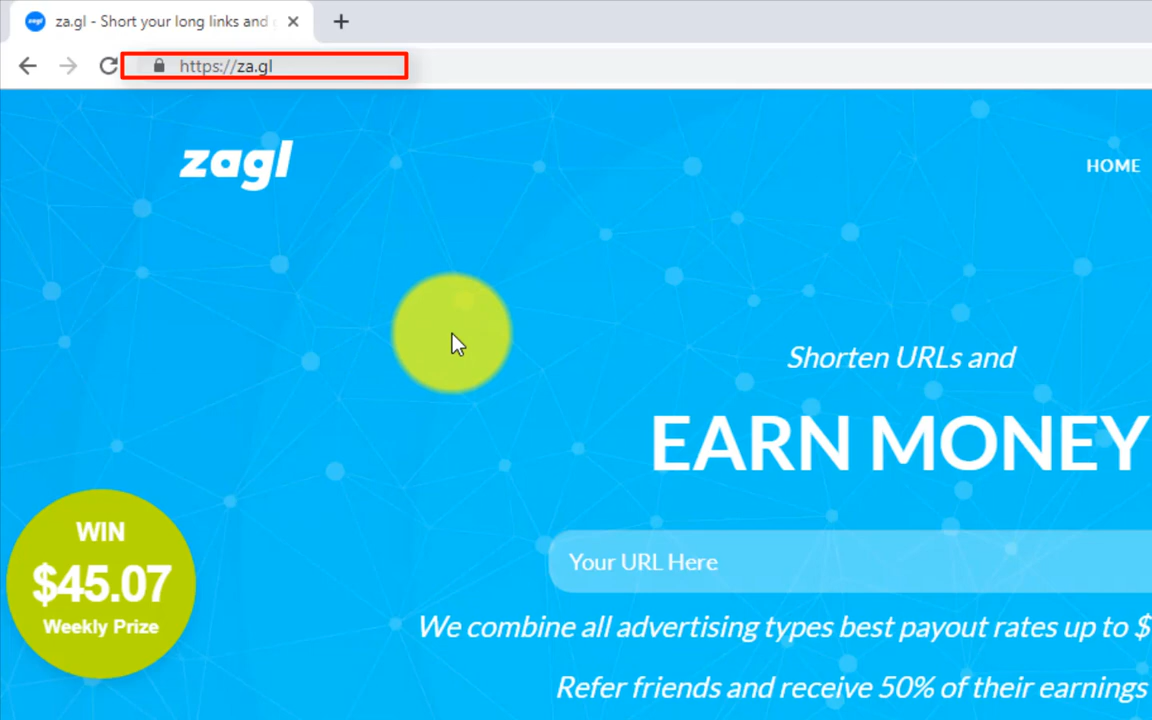 za.gl - Short your long links and
https://za.gl
zagl
HOME
Shorten URLs and
EARN MONEY
WIN
$45.07
Weekly Prize
Your URL Here
We combine all advertising types best payout rates up to $
Refer friends and receive 50% of their earnings